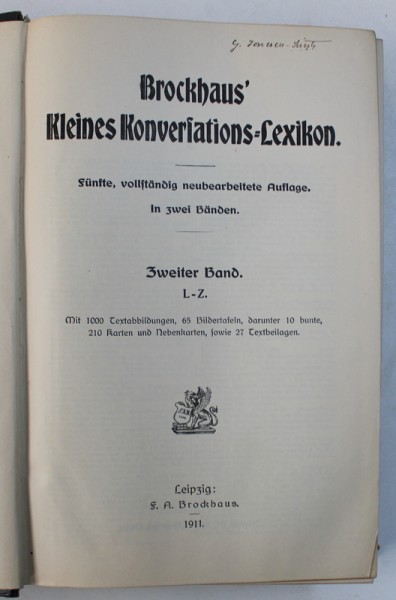 Brockhaus'
Kleines Konversations-Lexikon.
Fünfte, vollständig neubearbeitete Auflage.
In zwei Bänden.
Zweiter Band.
L-Z.
Mit 1000 Textabbildungen, 65 Bildertafeln, darunter 10 bunte,
210 Karten und Nebenkarten, sowie 27 Textbeilagen.
Leipzig:
F. A. Brockhaus.
1911.